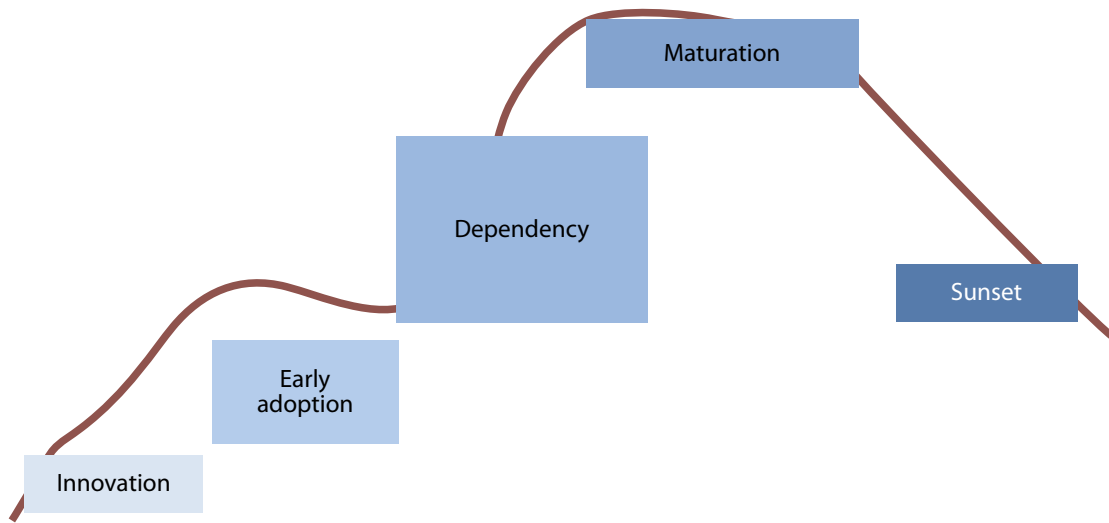 Maturation
Dependency
Sunset
Early
adoption
Innovation